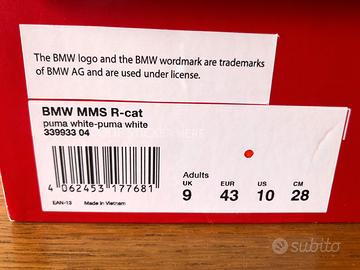 The BMW logo and the BMW wordmark are trademarks
of BMW AG and are used under license.
BMW MMS R-cat
puma white-puma white
339933 04
HERE
Adults
UK EUR US CM
9 43 10 28
4 062453 177681
EAN-13 Made in Vietnam
subito